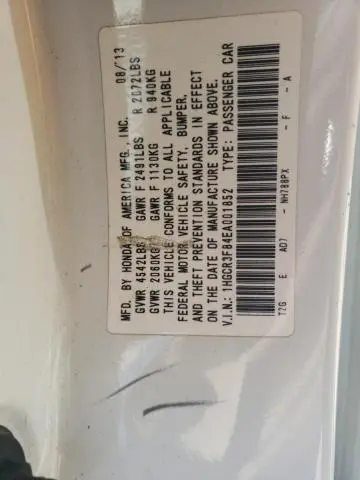 MFD. BY HONDA OF AMERICA MFG., INC. 08/13
GVWR 4542LBS GAWR F 2491LBS R 2072LBS
GVWR 2060KG GAWR F 1130KG R 940KG
THIS VEHICLE CONFORMS TO ALL APPLICABLE
FEDERAL MOTOR VEHICLE SAFETY, BUMPER,
AND THEFT PREVENTION STANDARDS IN EFFECT
ON THE DATE OF MANUFACTURE SHOWN ABOVE.
V.I.N.: 1HGCR3F84EA001852 TYPE: PASSENGER CAR
T2G E AD7 - NH788PX - F - A